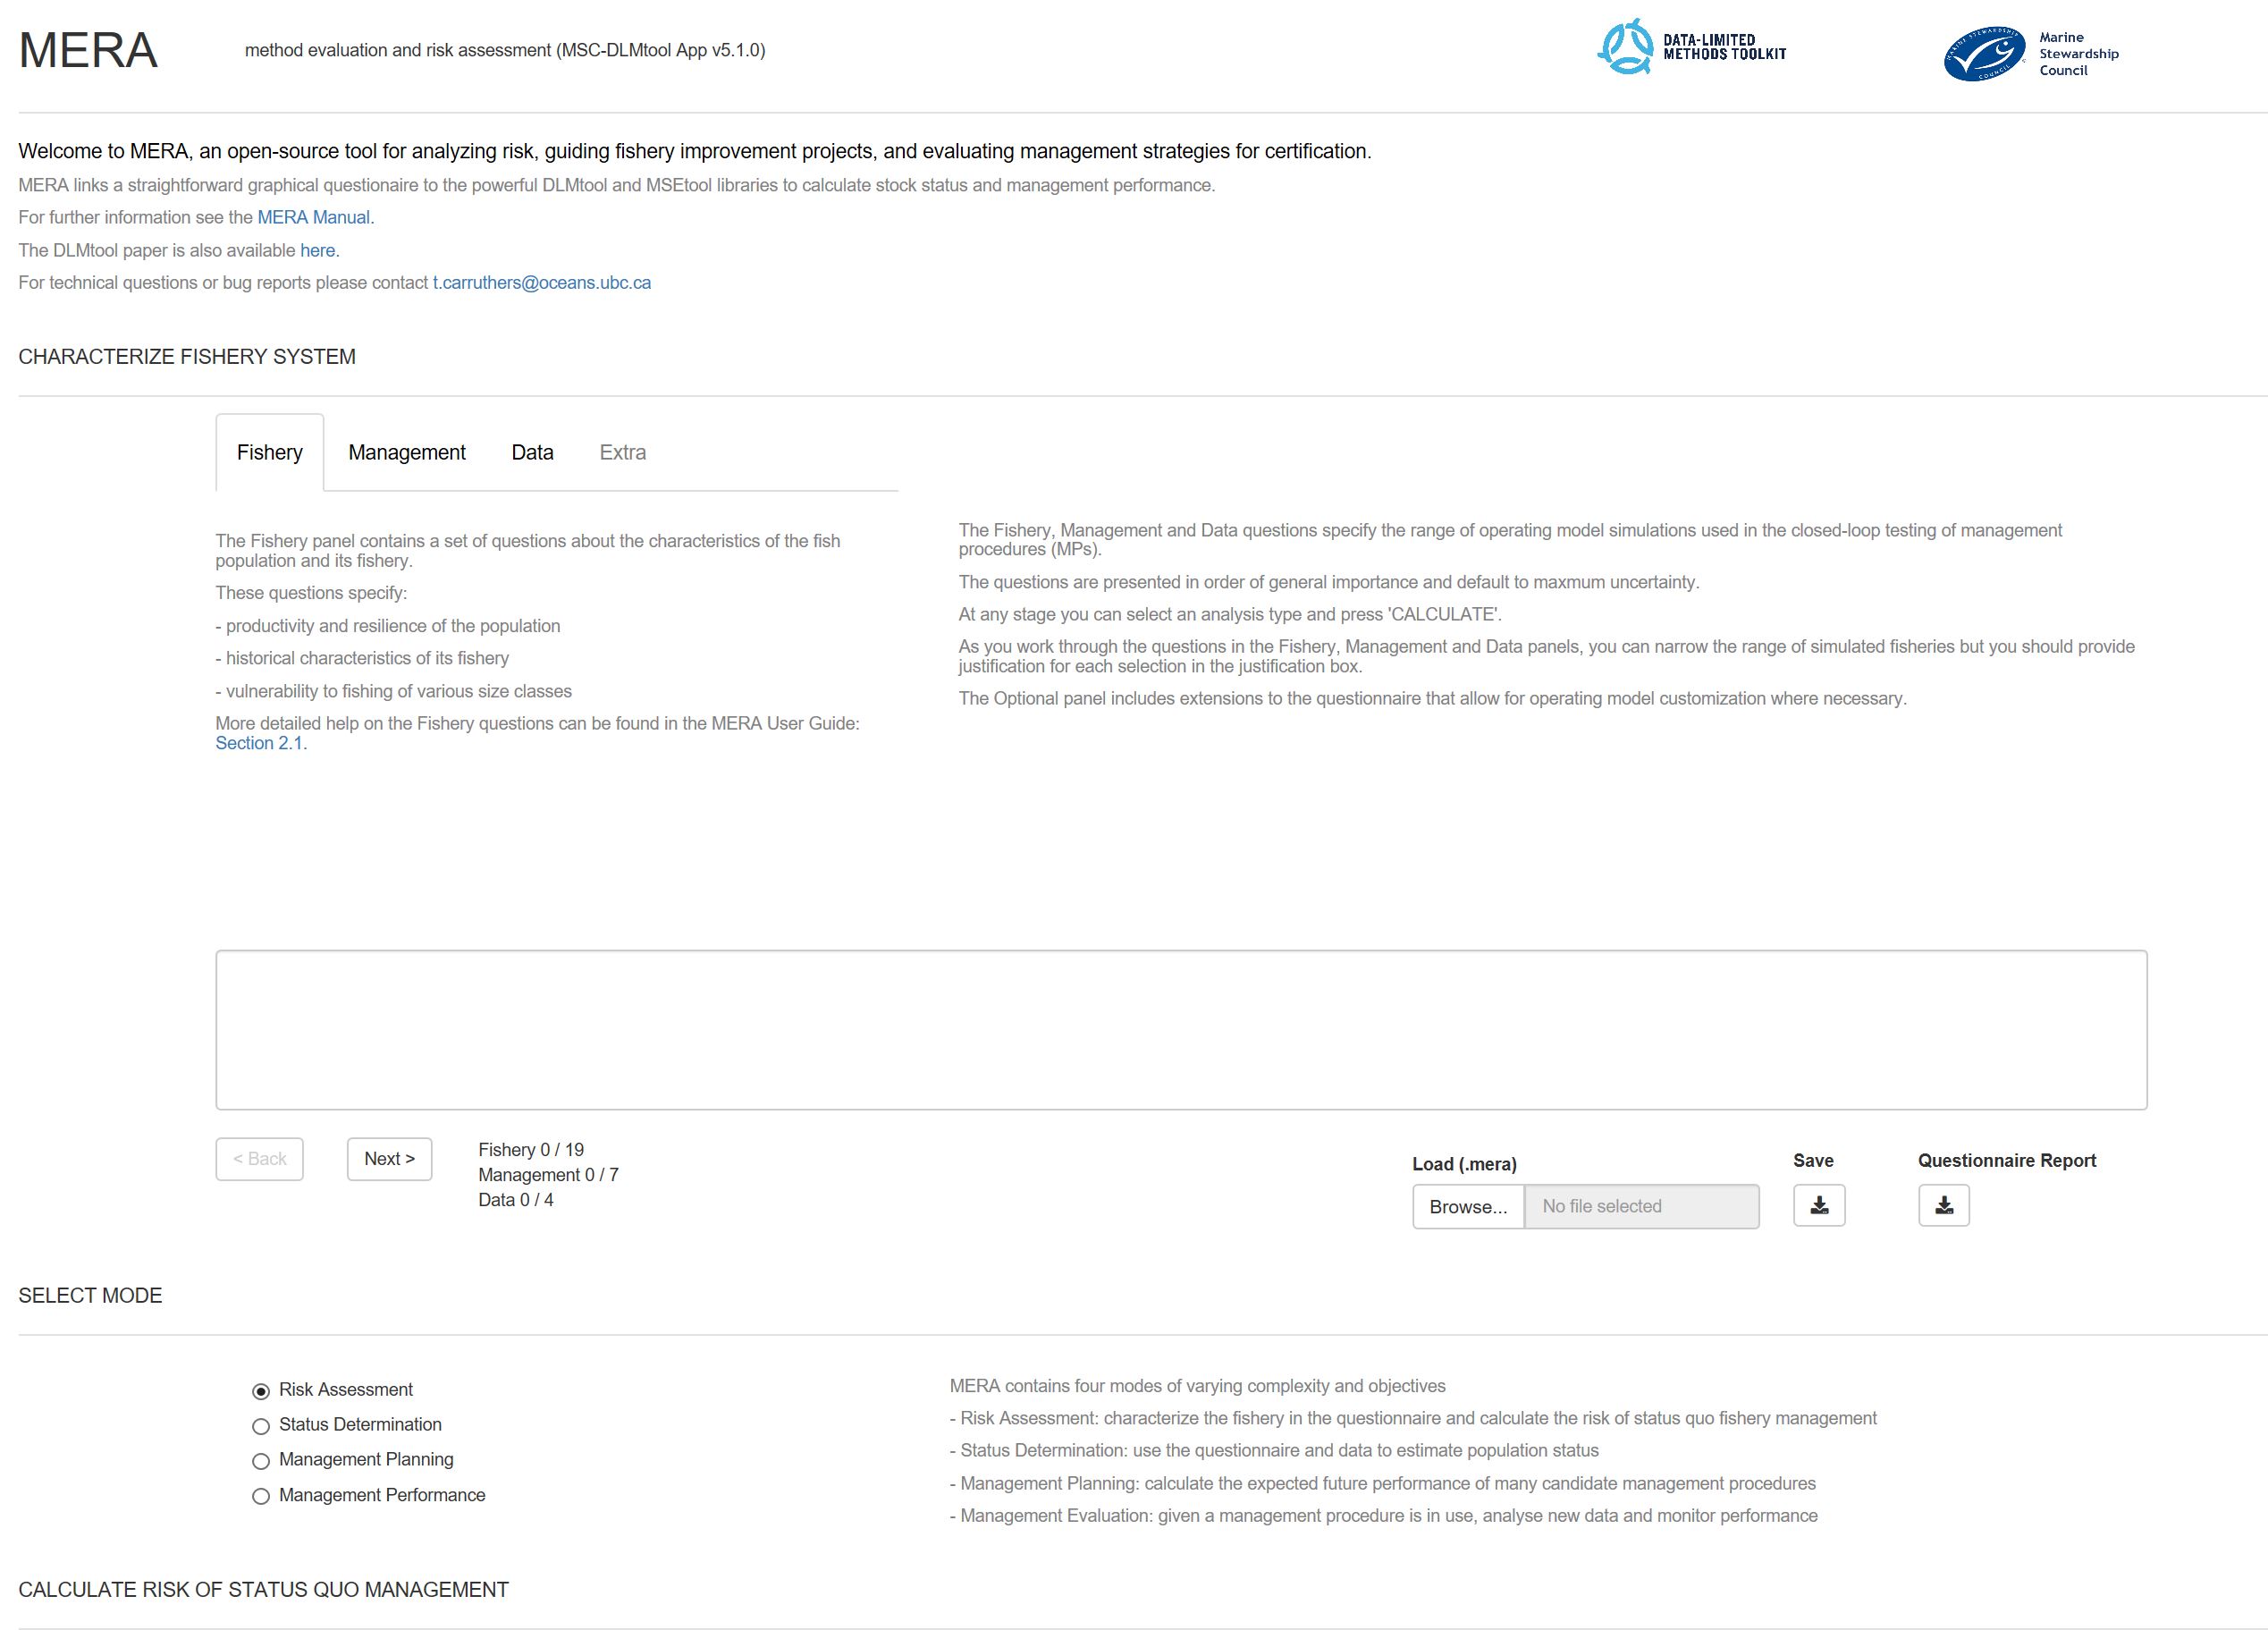 MERA
method evaluation and risk assessment (MSC-DLMtool App v5.1.0)
DATA-LIMITED
METHODS TOOLKIT
MARINE STEWARDSHIP
COUNCIL
Marine
Stewardship
Council
Welcome to MERA, an open-source tool for analyzing risk, guiding fishery improvement projects, and evaluating management strategies for certification.
MERA links a straightforward graphical questionaire to the powerful DLMtool and MSEtool libraries to calculate stock status and management performance.
For further information see the MERA Manual.
The DLMtool paper is also available here.
For technical questions or bug reports please contact t.carruthers@oceans.ubc.ca
CHARACTERIZE FISHERY SYSTEM
Fishery Management Data Extra
The Fishery panel contains a set of questions about the characteristics of the fish
population and its fishery.
These questions specify:
- productivity and resilience of the population
- historical characteristics of its fishery
- vulnerability to fishing of various size classes
More detailed help on the Fishery questions can be found in the MERA User Guide:
Section 2.1.
The Fishery, Management and Data questions specify the range of operating model simulations used in the closed-loop testing of management
procedures (MPs).
The questions are presented in order of general importance and default to maxmum uncertainty.
At any stage you can select an analysis type and press 'CALCULATE'.
As you work through the questions in the Fishery, Management and Data panels, you can narrow the range of simulated fisheries but you should provide
justification for each selection in the justification box.
The Optional panel includes extensions to the questionnaire that allow for operating model customization where necessary.
< Back
Next >
Fishery 0 / 19
Management 0 / 7
Data 0 / 4
Load (.mera)
Browse... No file selected
Save
Questionnaire Report
SELECT MODE
Risk Assessment
Status Determination
Management Planning
Management Performance
MERA contains four modes of varying complexity and objectives
- Risk Assessment: characterize the fishery in the questionnaire and calculate the risk of status quo fishery management
- Status Determination: use the questionnaire and data to estimate population status
- Management Planning: calculate the expected future performance of many candidate management procedures
- Management Evaluation: given a management procedure is in use, analyse new data and monitor performance
CALCULATE RISK OF STATUS QUO MANAGEMENT